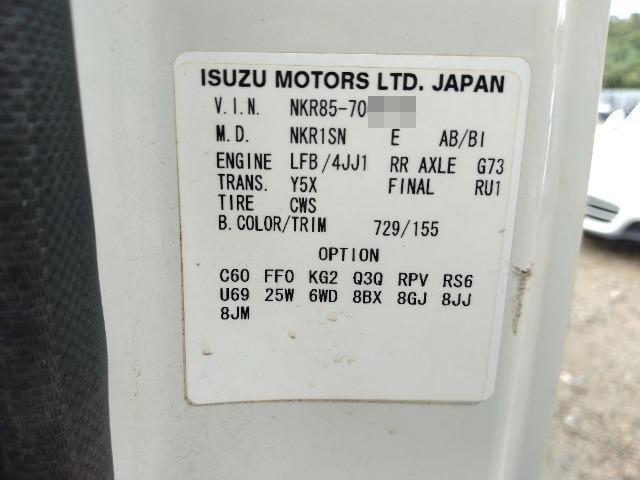 ISUZU MOTORS LTD. JAPAN
V.I.N. NKR85-70
M.D. NKR1SN E AB/BI
ENGINE LFB/4JJ1 RR AXLE G73
TRANS. Y5X FINAL RU1
TIRE CWS
B.COLOR/TRIM 729/155
OPTION
C60 FF0 KG2 Q3Q RPV RS6
U69 25W 6WD 8BX 8GJ 8JJ
8JM